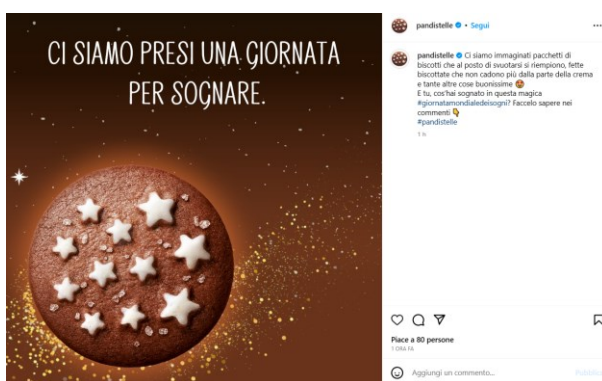 CI SIAMO PRESI UNA GIORNATA
PER SOGNARE.
pandistelle • Segui
pandistelle Ci siamo immaginati pacchetti di
biscotti che al posto di svuotarsi si riempiono, fette
biscottate che non cadono più dalla parte della crema
e tante altre cose buonissime
E tu, cos'hai sognato in questa magica
#giornatamondialedeisogni? Faccelo sapere nei
commenti
#pandistelle
1 h
Piace a 80 persone
1 ORA FA
Aggiungi un commento...
Pubblica